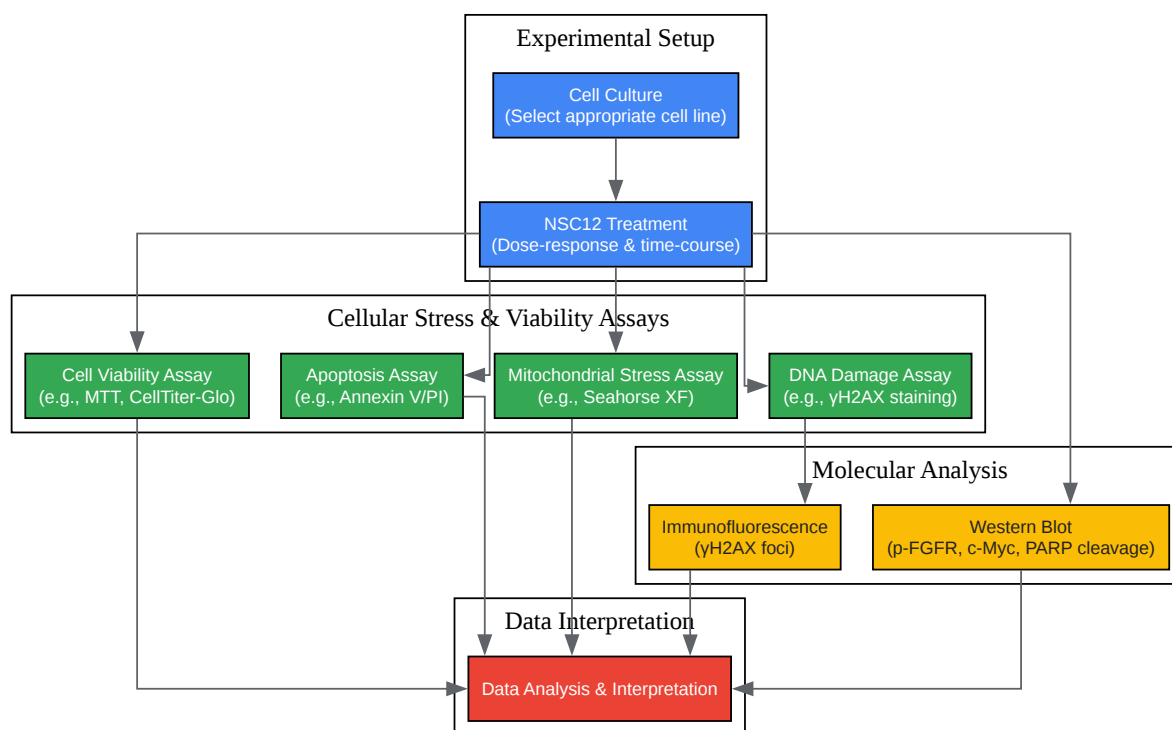 Experimental Setup
Cell Culture
(Select appropriate cell line)
NSC12 Treatment
(Dose-response & time-course)
Cellular Stress & Viability Assays
Cell Viability Assay
(e.g., MTT, CellTiter-Glo)
Apoptosis Assay
(e.g., Annexin V/PI)
Mitochondrial Stress Assay
(e.g., Seahorse XF)
DNA Damage Assay
(e.g., γH2AX staining)
Molecular Analysis
Immunofluorescence
(γH2AX foci)
Western Blot
(p-FGFR, c-Myc, PARP cleavage)
Data Interpretation
Data Analysis & Interpretation